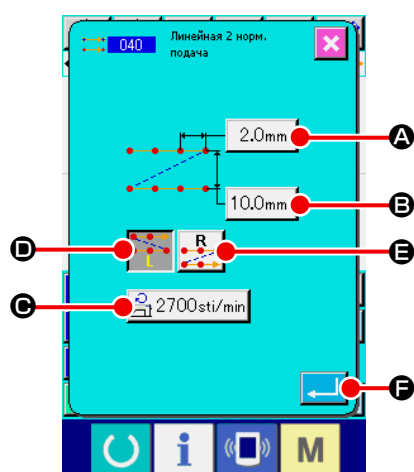 040
Линейная 2 норм.
подача
2.0mm
A
10.0mm
B
D
L
R
E
C
2700sti/min
F
i
M